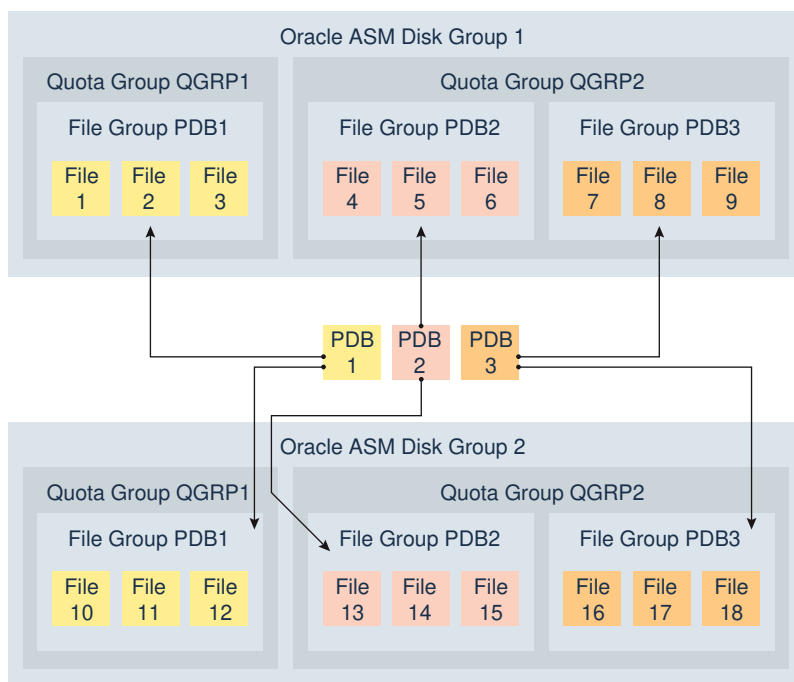 Oracle ASM Disk Group 1
Quota Group QGRP1
Quota Group QGRP2
File Group PDB1
File Group PDB2
File Group PDB3
File
1
File
2
File
3
File
4
File
5
File
6
File
7
File
8
File
9
PDB
1
PDB
2
PDB
3
Oracle ASM Disk Group 2
Quota Group QGRP1
Quota Group QGRP2
File Group PDB1
File Group PDB2
File Group PDB3
File
10
File
11
File
12
File
13
File
14
File
15
File
16
File
17
File
18